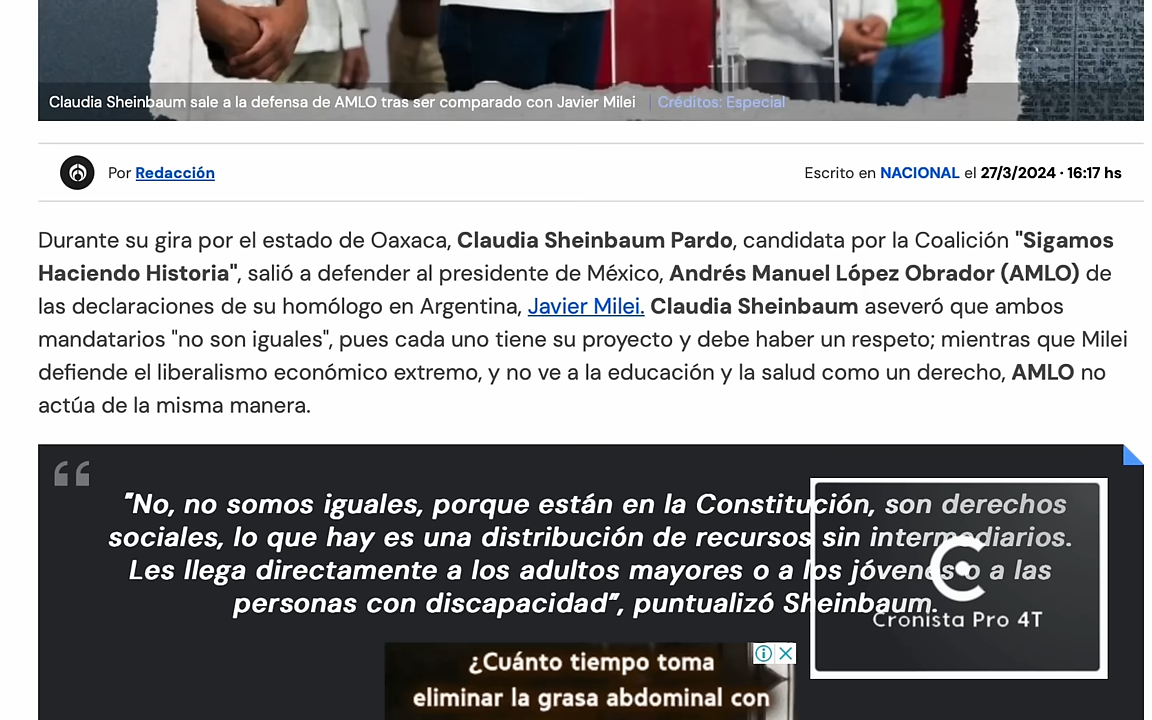 Claudia Sheinbaum sale a la defensa de AMLO tras ser comparado con Javier Milei | Créditos: Especial
Por Redacción
Escrito en NACIONAL el 27/3/2024 · 16:17 hs
Durante su gira por el estado de Oaxaca, Claudia Sheinbaum Pardo, candidata por la Coalición "Sigamos
Haciendo Historia", salió a defender al presidente de México, Andrés Manuel López Obrador (AMLO) de
las declaraciones de su homólogo en Argentina, Javier Milei. Claudia Sheinbaum aseveró que ambos
mandatarios "no son iguales", pues cada uno tiene su proyecto y debe haber un respeto; mientras que Milei
defiende el liberalismo económico extremo, y no ve a la educación y la salud como un derecho, AMLO no
actúa de la misma manera.
"No, no somos iguales, porque están en la Constitución, son derechos
sociales, lo que hay es una distribución de recursos sin intermediarios.
Les llega directamente a los adultos mayores o a los jóvenes o a las
personas con discapacidad", puntualizó Sheinbaum.
Cronista Pro 4T
¿Cuánto tiempo toma
eliminar la grasa abdominal con